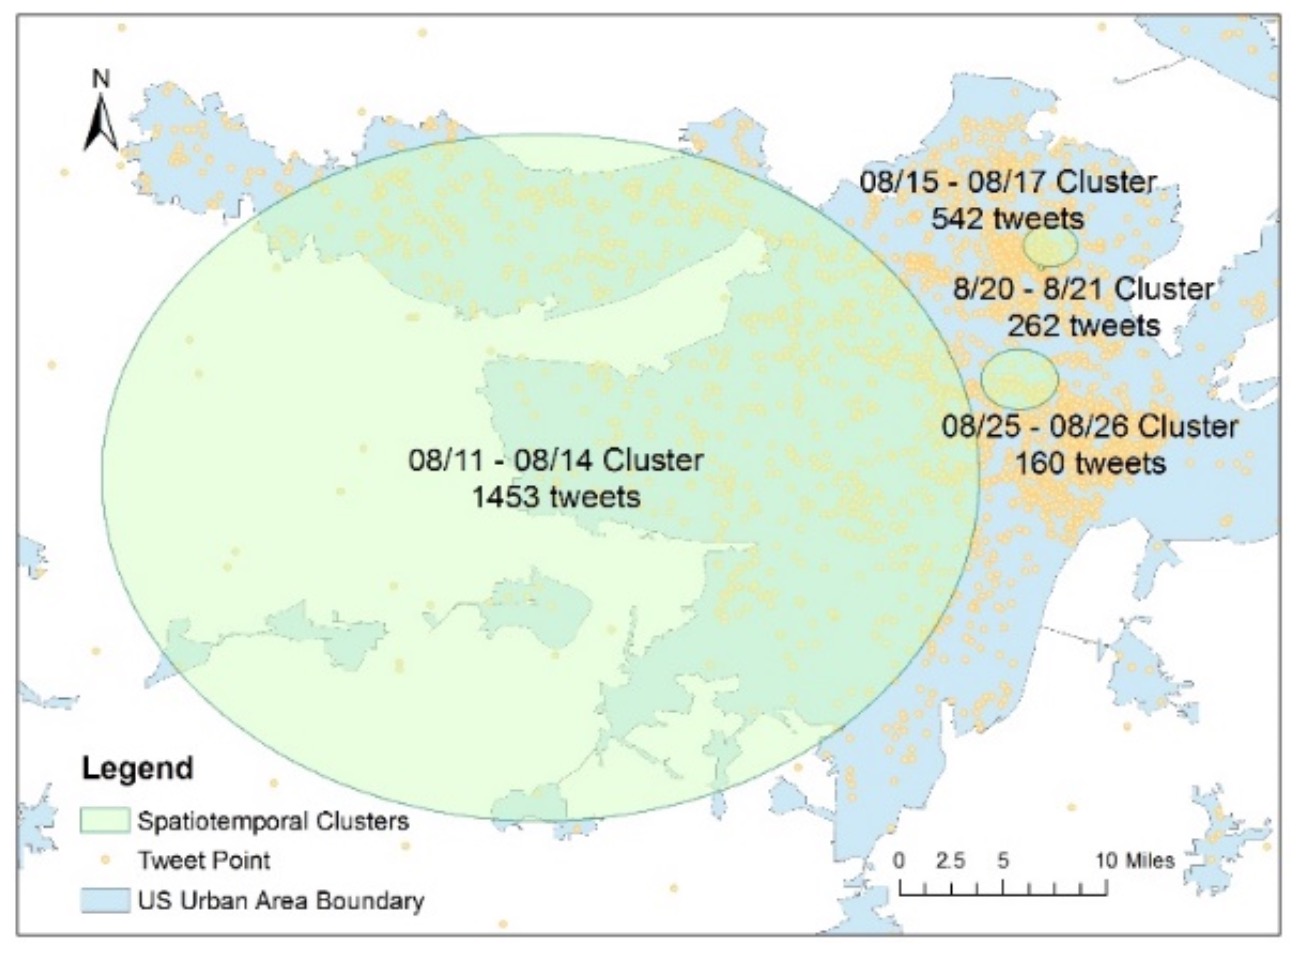 N
08/15 - 08/17 Cluster
542 tweets
8/20 - 8/21 Cluster
262 tweets
08/25 - 08/26 Cluster
160 tweets
08/11 - 08/14 Cluster
1453 tweets
Legend
Spatiotemporal Clusters
Tweet Point
US Urban Area Boundary
0 2.5 5 10 Miles